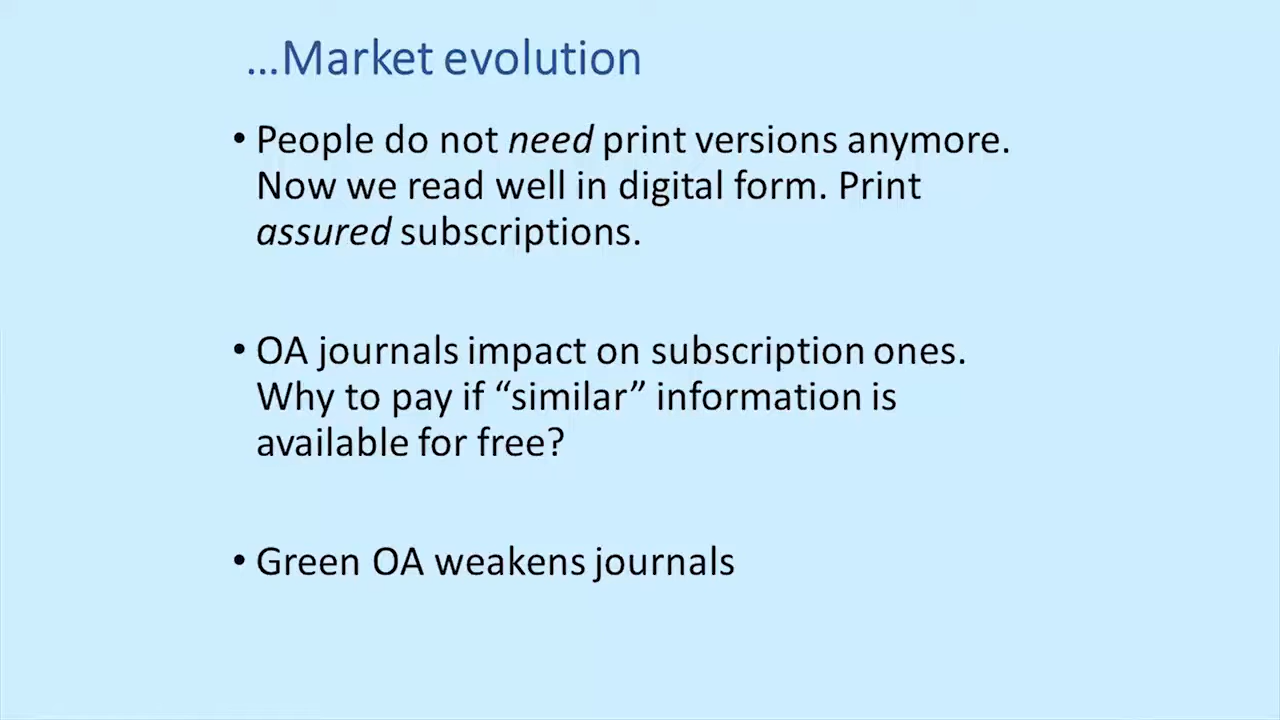 ...Market evolution
• People do not need print versions anymore.
Now we read well in digital form. Print
assured subscriptions.
• OA journals impact on subscription ones.
Why to pay if “similar” information is
available for free?
• Green OA weakens journals